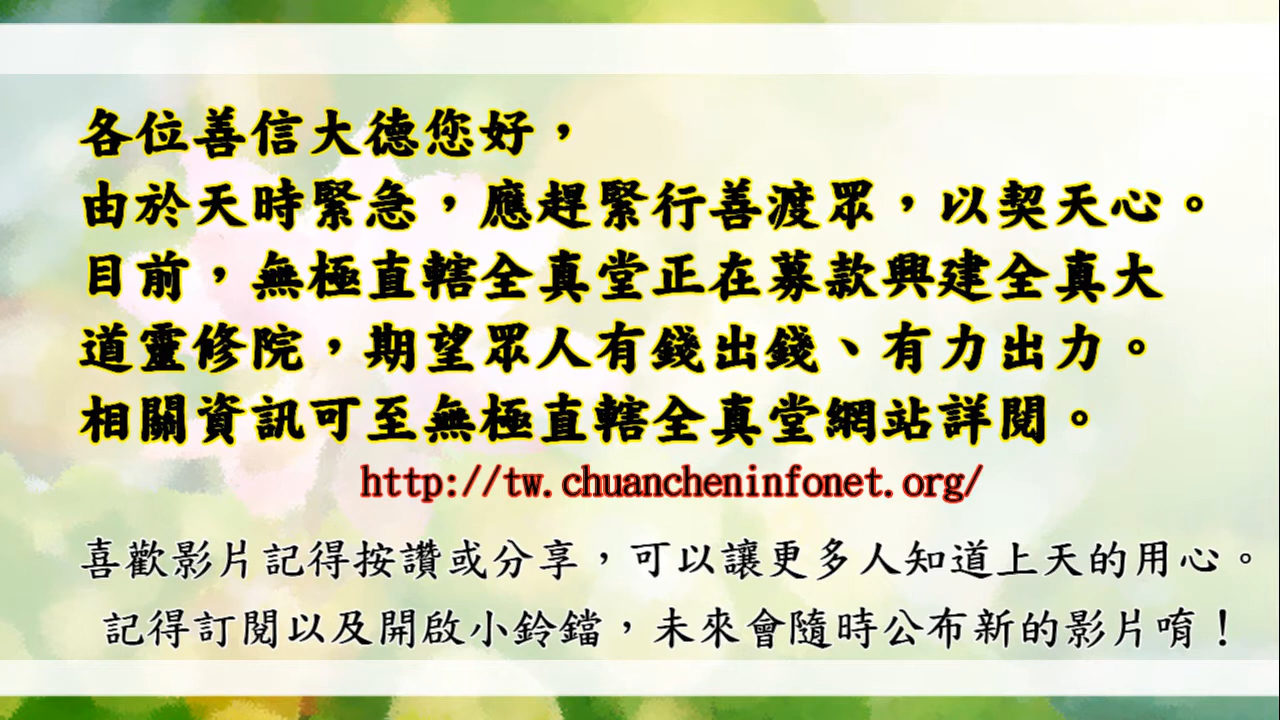 各位善信大德您好，
由於天時緊急，應趕緊行善渡眾，以契天心。
目前，無極直轄全真堂正在募款興建全真大
道靈修院，期望眾人有錢出錢、有力出力。
相關資訊可至無極直轄全真堂網站詳閱。
http://tw.chuancheninfonet.org/
喜歡影片記得按讚或分享，可以讓更多人知道上天的用心。
記得訂閱以及開啟小鈴鐺，未來會隨時公布新的影片唷！